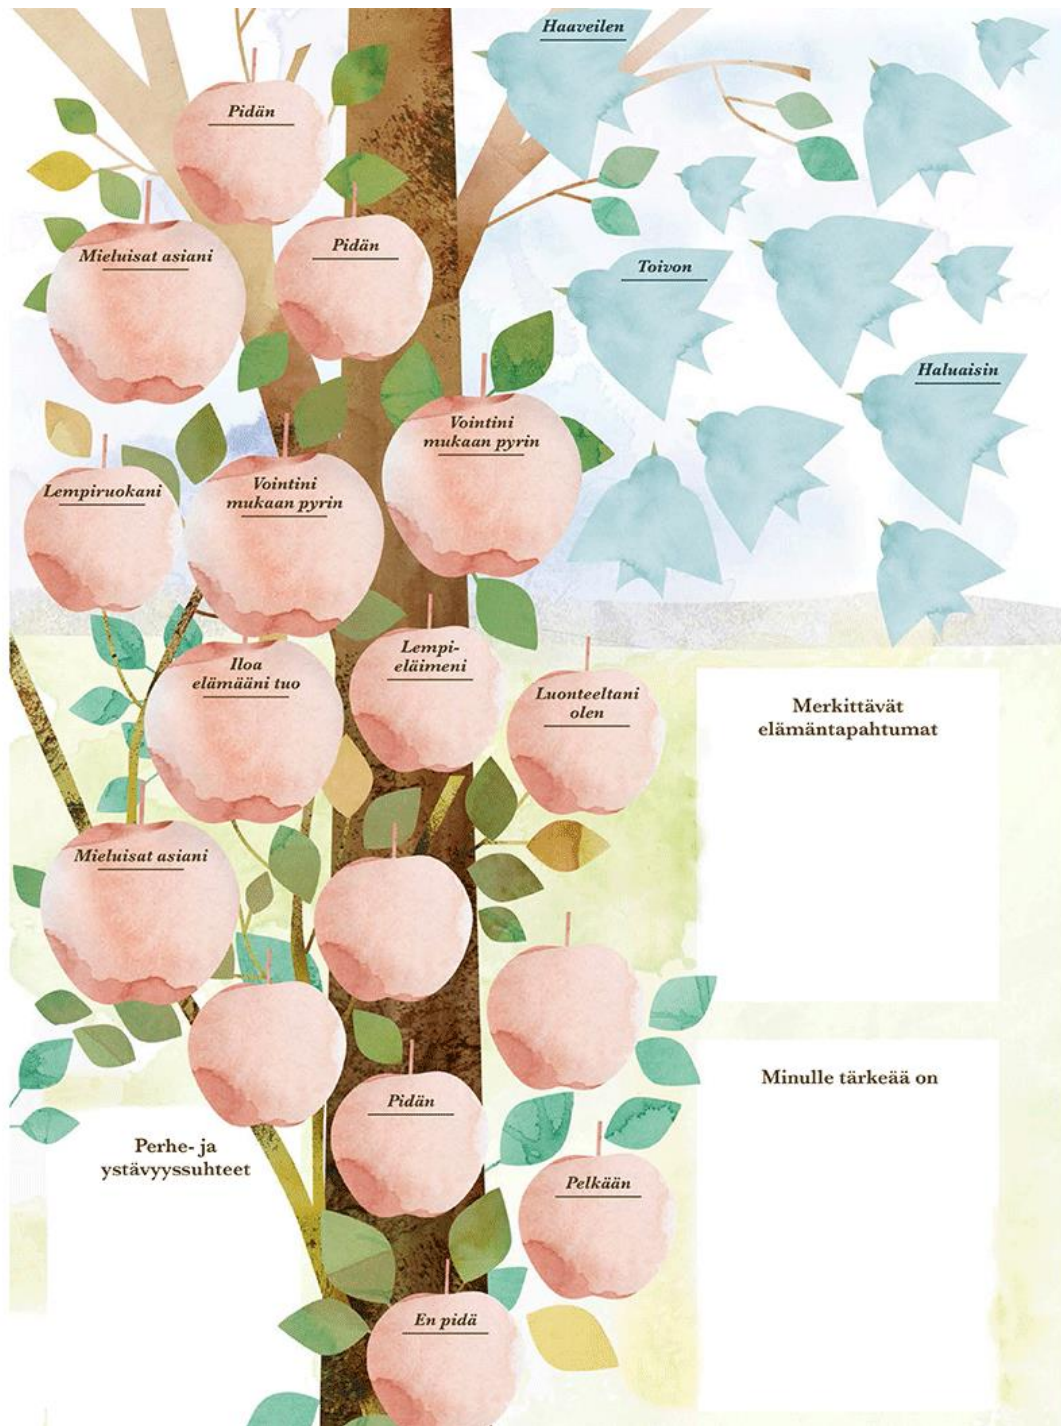 Haaveilen
Pidän
Mieluisat asiani
Pidän
Toivon
Haluaisin
Vointini
mukaan pyrin
Lempiruokani
Vointini
mukaan pyrin
Lempi-
eläimeni
Iloa
elämääni tuo
Luonteeltani
olen
Merkittävät
elämäntapahtumat
Mieluisat asiani
Minulle tärkeää on
Pidän
Perhe- ja
ystävyyssuhteet
Pelkään
En pidä